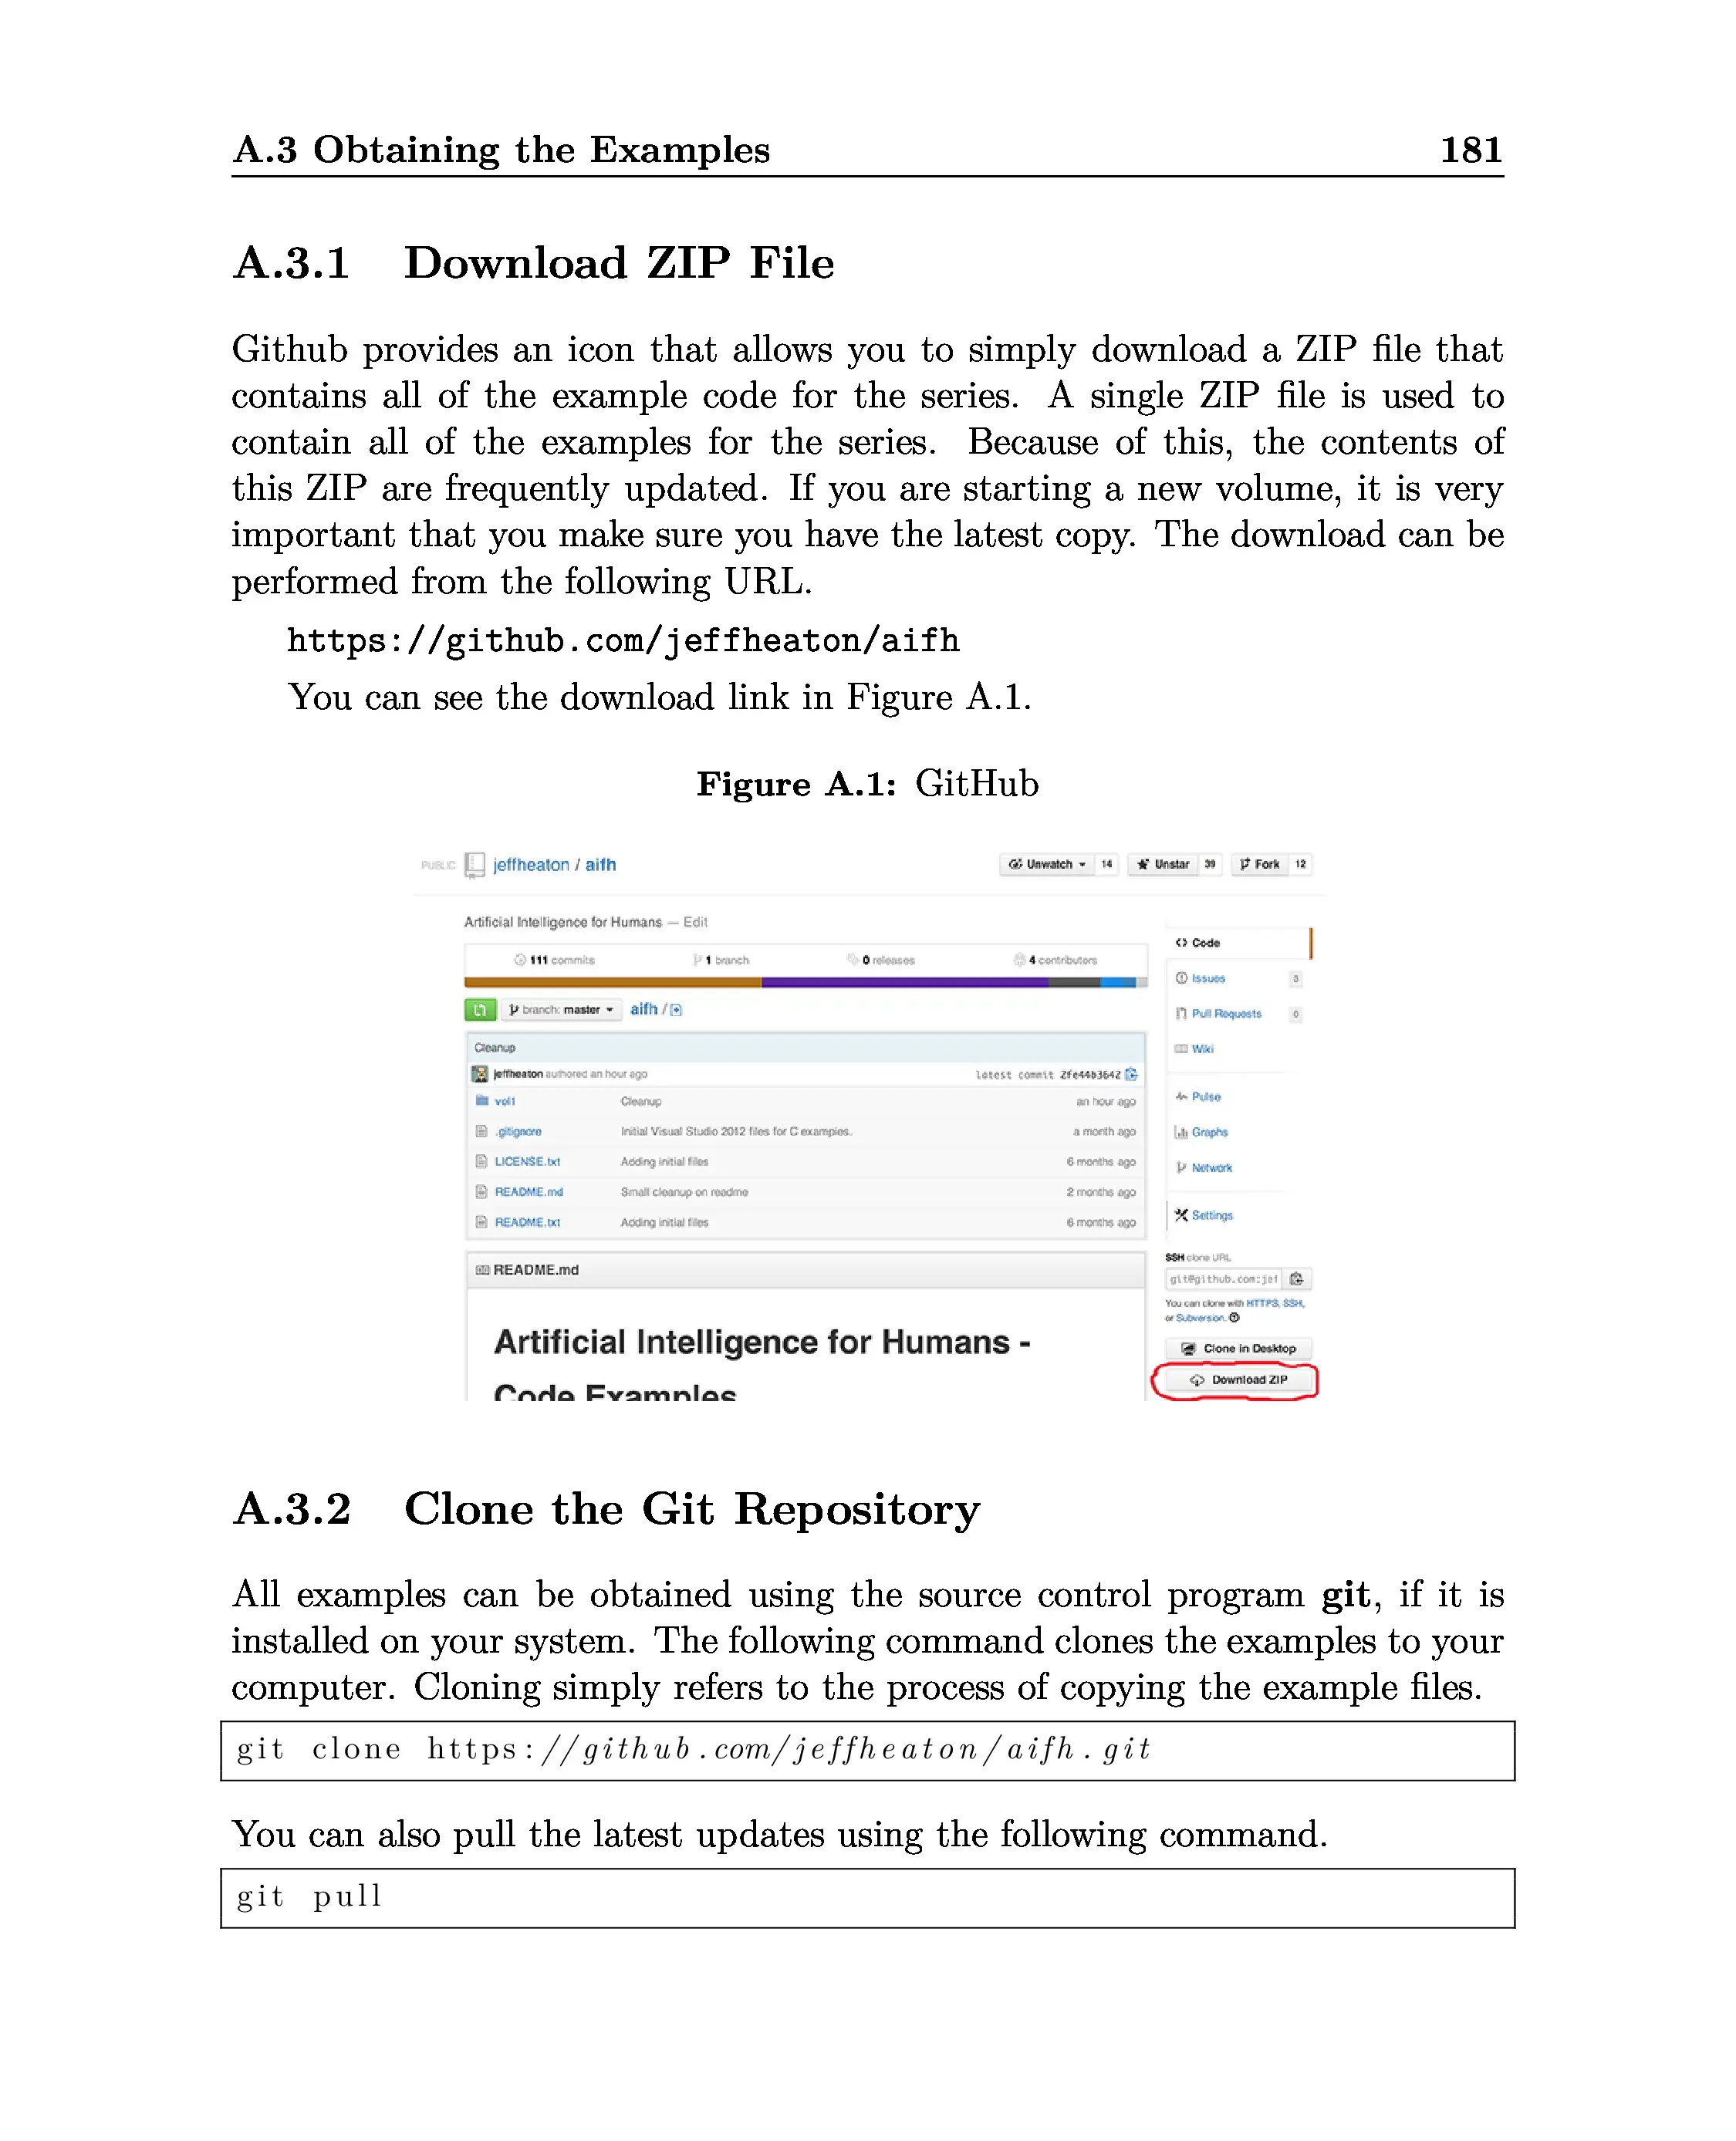 A.3 Obtaining the Examples 181
A.3.1 Download ZIP File
Github provides an icon that allows you to simply download a ZIP file that
contains all of the example code for the series. A single ZIP file is used to
contain all of the examples for the series. Because of this, the contents of
this ZIP are frequently updated. If you are starting a new volume, it is very
important that you make sure you have the latest copy. The download can be
performed from the following URL.
https://github.com/jeffheaton/aifh
You can see the download link in Figure A.1.
Figure A.1: GitHub
PUBLIC jeffheaton / aifh Unwatch 14 Unstar 39 Fork 12
Artificial Intelligence for Humans — Edit
111 commits 1 branch 0 releases 4 contributors
branch: master aifh /
Cleanup
jeffheaton authored an hour ago latest commit 2fe44b3642
vol1 Cleanup an hour ago
.gitignore Initial Visual Studio 2012 files for C examples. a month ago
LICENSE.txt Adding initial files 6 months ago
README.md Small cleanup on readme 2 months ago
README.txt Adding initial files 6 months ago
README.md
Artificial Intelligence for Humans -
Code Examples
Code
Issues 3
Pull Requests 0
Wiki
Pulse
Graphs
Network
Settings
SSH clone URL
git@github.com:jef
You can clone with HTTPS, SSH,
or Subversion.
Clone in Desktop
Download ZIP
A.3.2 Clone the Git Repository
All examples can be obtained using the source control program git, if it is
installed on your system. The following command clones the examples to your
computer. Cloning simply refers to the process of copying the example files.
git clone https://github.com/jeffheaton/aifh.git
You can also pull the latest updates using the following command.
git pull